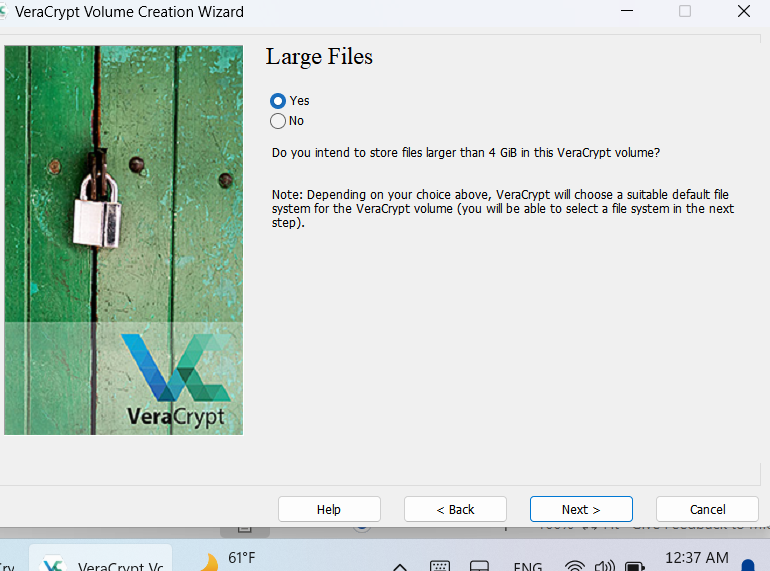 VeraCrypt Volume Creation Wizard
Large Files
Yes
No
Do you intend to store files larger than 4 GiB in this VeraCrypt volume?
Note: Depending on your choice above, VeraCrypt will choose a suitable default file
system for the VeraCrypt volume (you will be able to select a file system in the next
step).
VeraCrypt
Help
< Back
Next >
Cancel
VeraCrypt Vc
61°F
ENG
12:37 AM